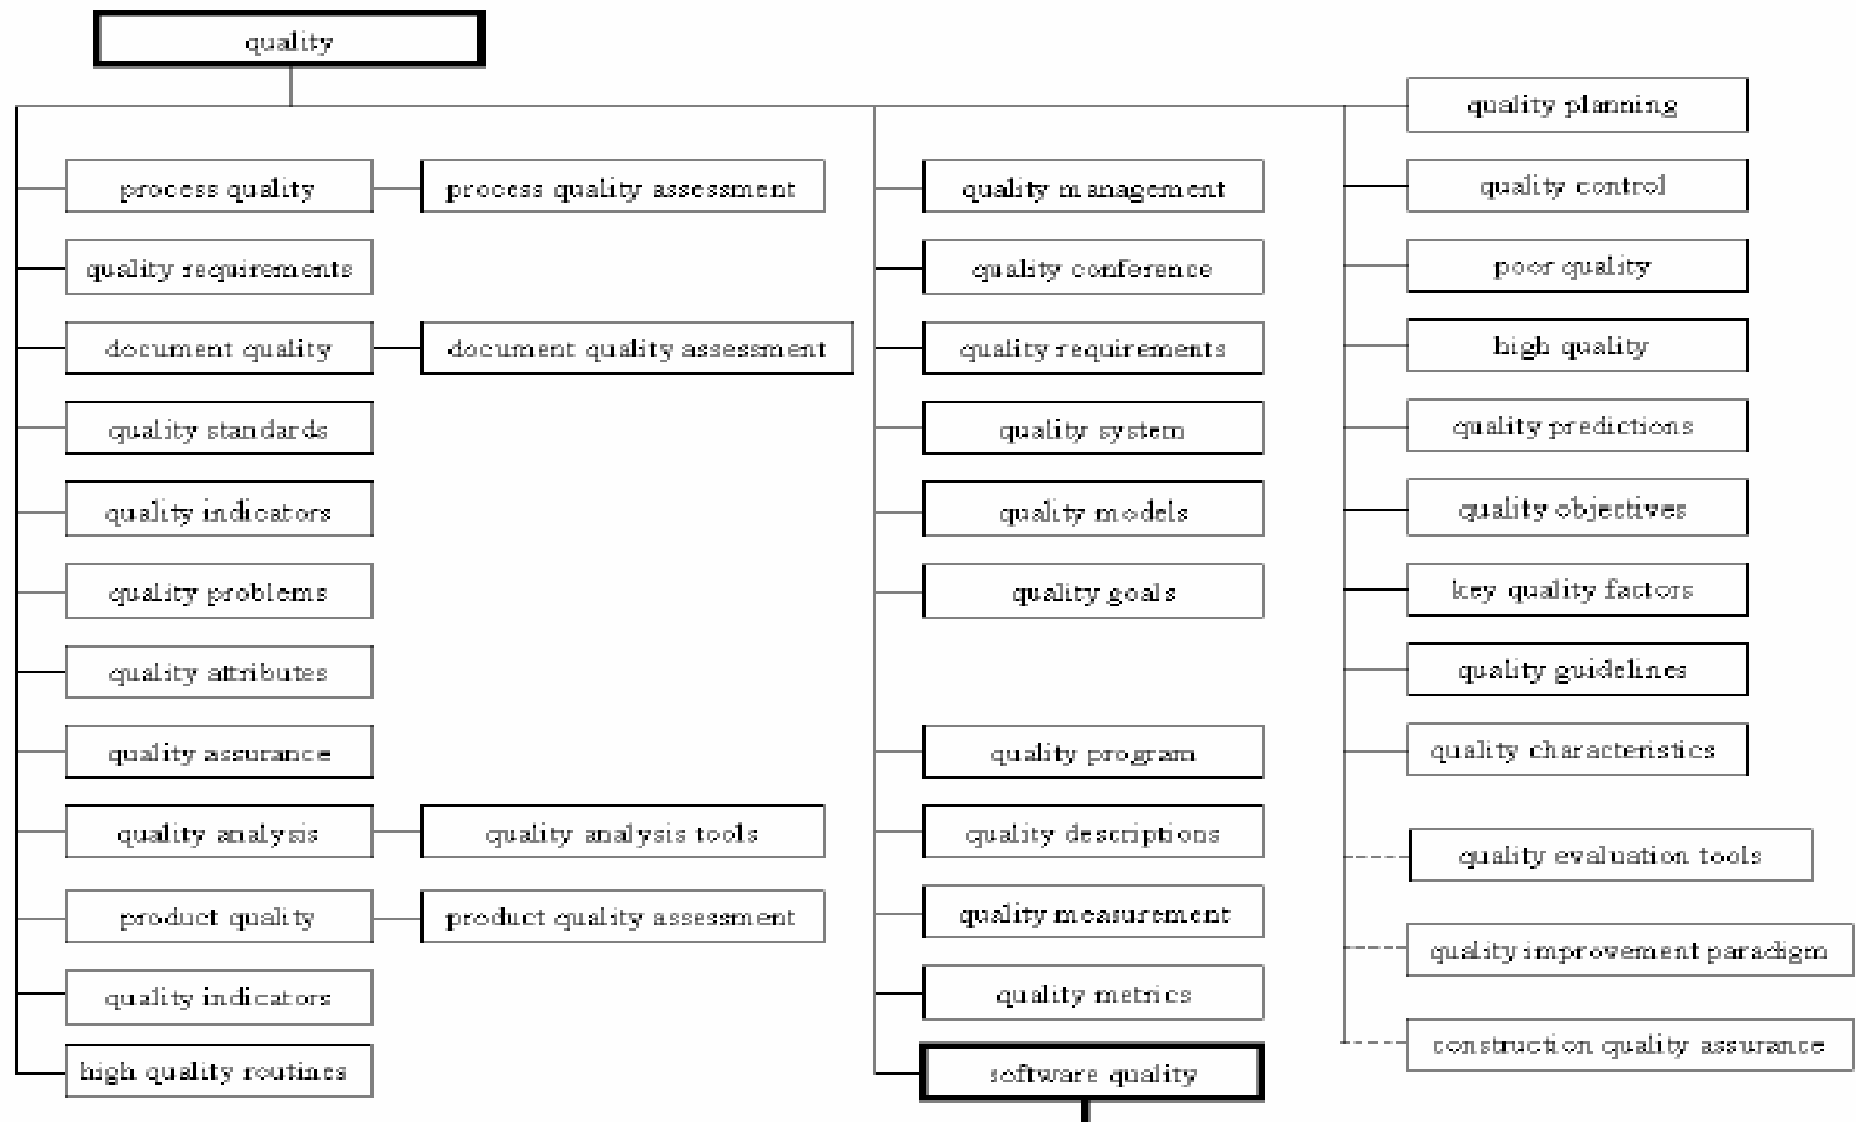 quality
process quality
process quality assessment
quality requirements
document quality
document quality assessment
quality standards
quality indicators
quality problems
quality attributes
quality assurance
quality analysis
quality analysis tools
product quality
product quality assessment
quality indicators
high quality routines
quality management
quality conference
quality requirements
quality system
quality models
quality goals
quality program
quality descriptions
quality measurement
quality metrics
software quality
quality planning
quality control
poor quality
high quality
quality predictions
quality objectives
key quality factors
quality guidelines
quality characteristics
quality evaluation tools
quality improvement paradigm
construction quality assurance